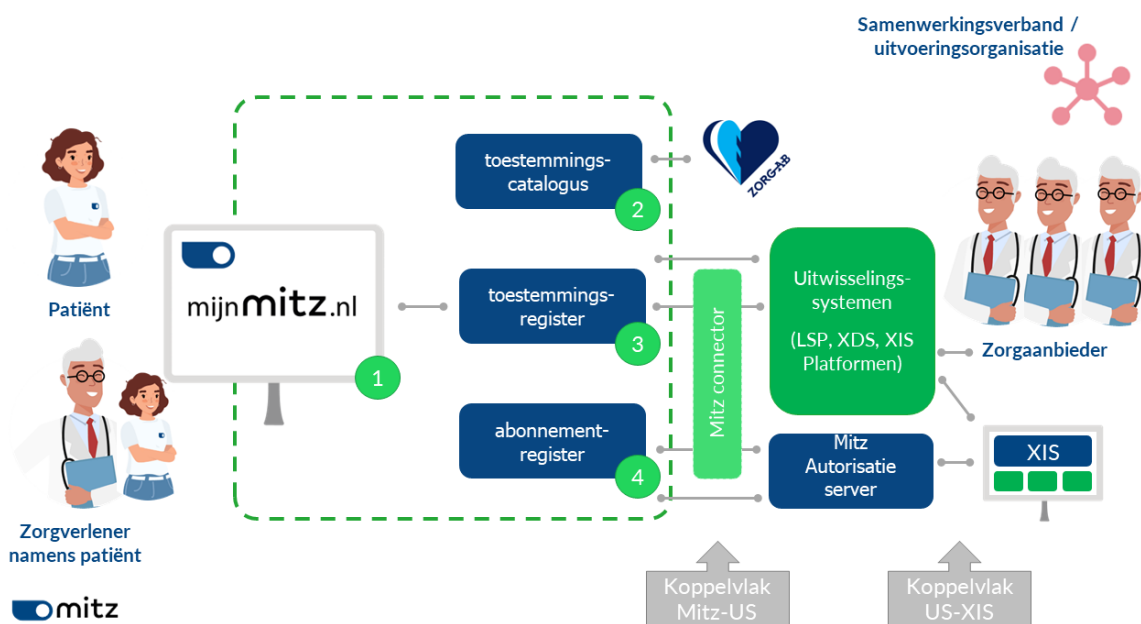 Samenwerkingsverband /
uitvoeringsorganisatie
toestemmings-
catalogus
2
ZORG-AB
Patiënt
mijnmitz.nl
1
toestemmings-
register
3
Mitz connector
Uitwisselings-
systemen
(LSP, XDS, XIS
Platformen)
Zorgaanbieder
abonnement-
register
4
Mitz
Autorisatie
server
XIS
Zorgverlener
namens patiënt
Koppelvlak
Mitz-US
Koppelvlak
US-XIS
mitz